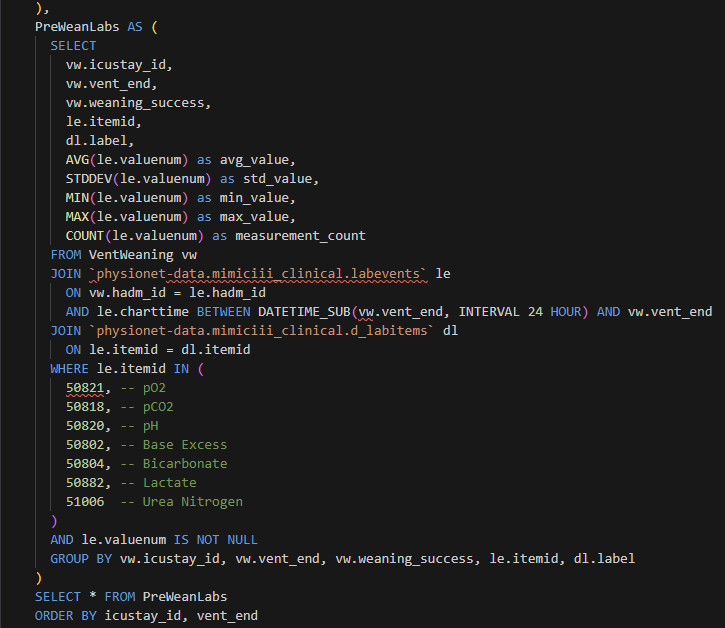 ),
PreWeanLabs AS (
SELECT
vw.icustay_id,
vw.vent_end,
vw.weaning_success,
le.itemid,
dl.label,
AVG(le.valuenum) as avg_value,
STDDEV(le.valuenum) as std_value,
MIN(le.valuenum) as min_value,
MAX(le.valuenum) as max_value,
COUNT(le.valuenum) as measurement_count
FROM VentWeaning vw
JOIN `physionet-data.mimiciii_clinical.labevents` le
ON vw.hadm_id = le.hadm_id
AND le.charttime BETWEEN DATETIME_SUB(vw.vent_end, INTERVAL 24 HOUR) AND vw.vent_end
JOIN `physionet-data.mimiciii_clinical.d_labitems` dl
ON le.itemid = dl.itemid
WHERE le.itemid IN (
50821, -- pO2
50818, -- pCO2
50820, -- pH
50802, -- Base Excess
50804, -- Bicarbonate
50882, -- Lactate
51006  -- Urea Nitrogen
)
AND le.valuenum IS NOT NULL
GROUP BY vw.icustay_id, vw.vent_end, vw.weaning_success, le.itemid, dl.label
)
SELECT * FROM PreWeanLabs
ORDER BY icustay_id, vent_end